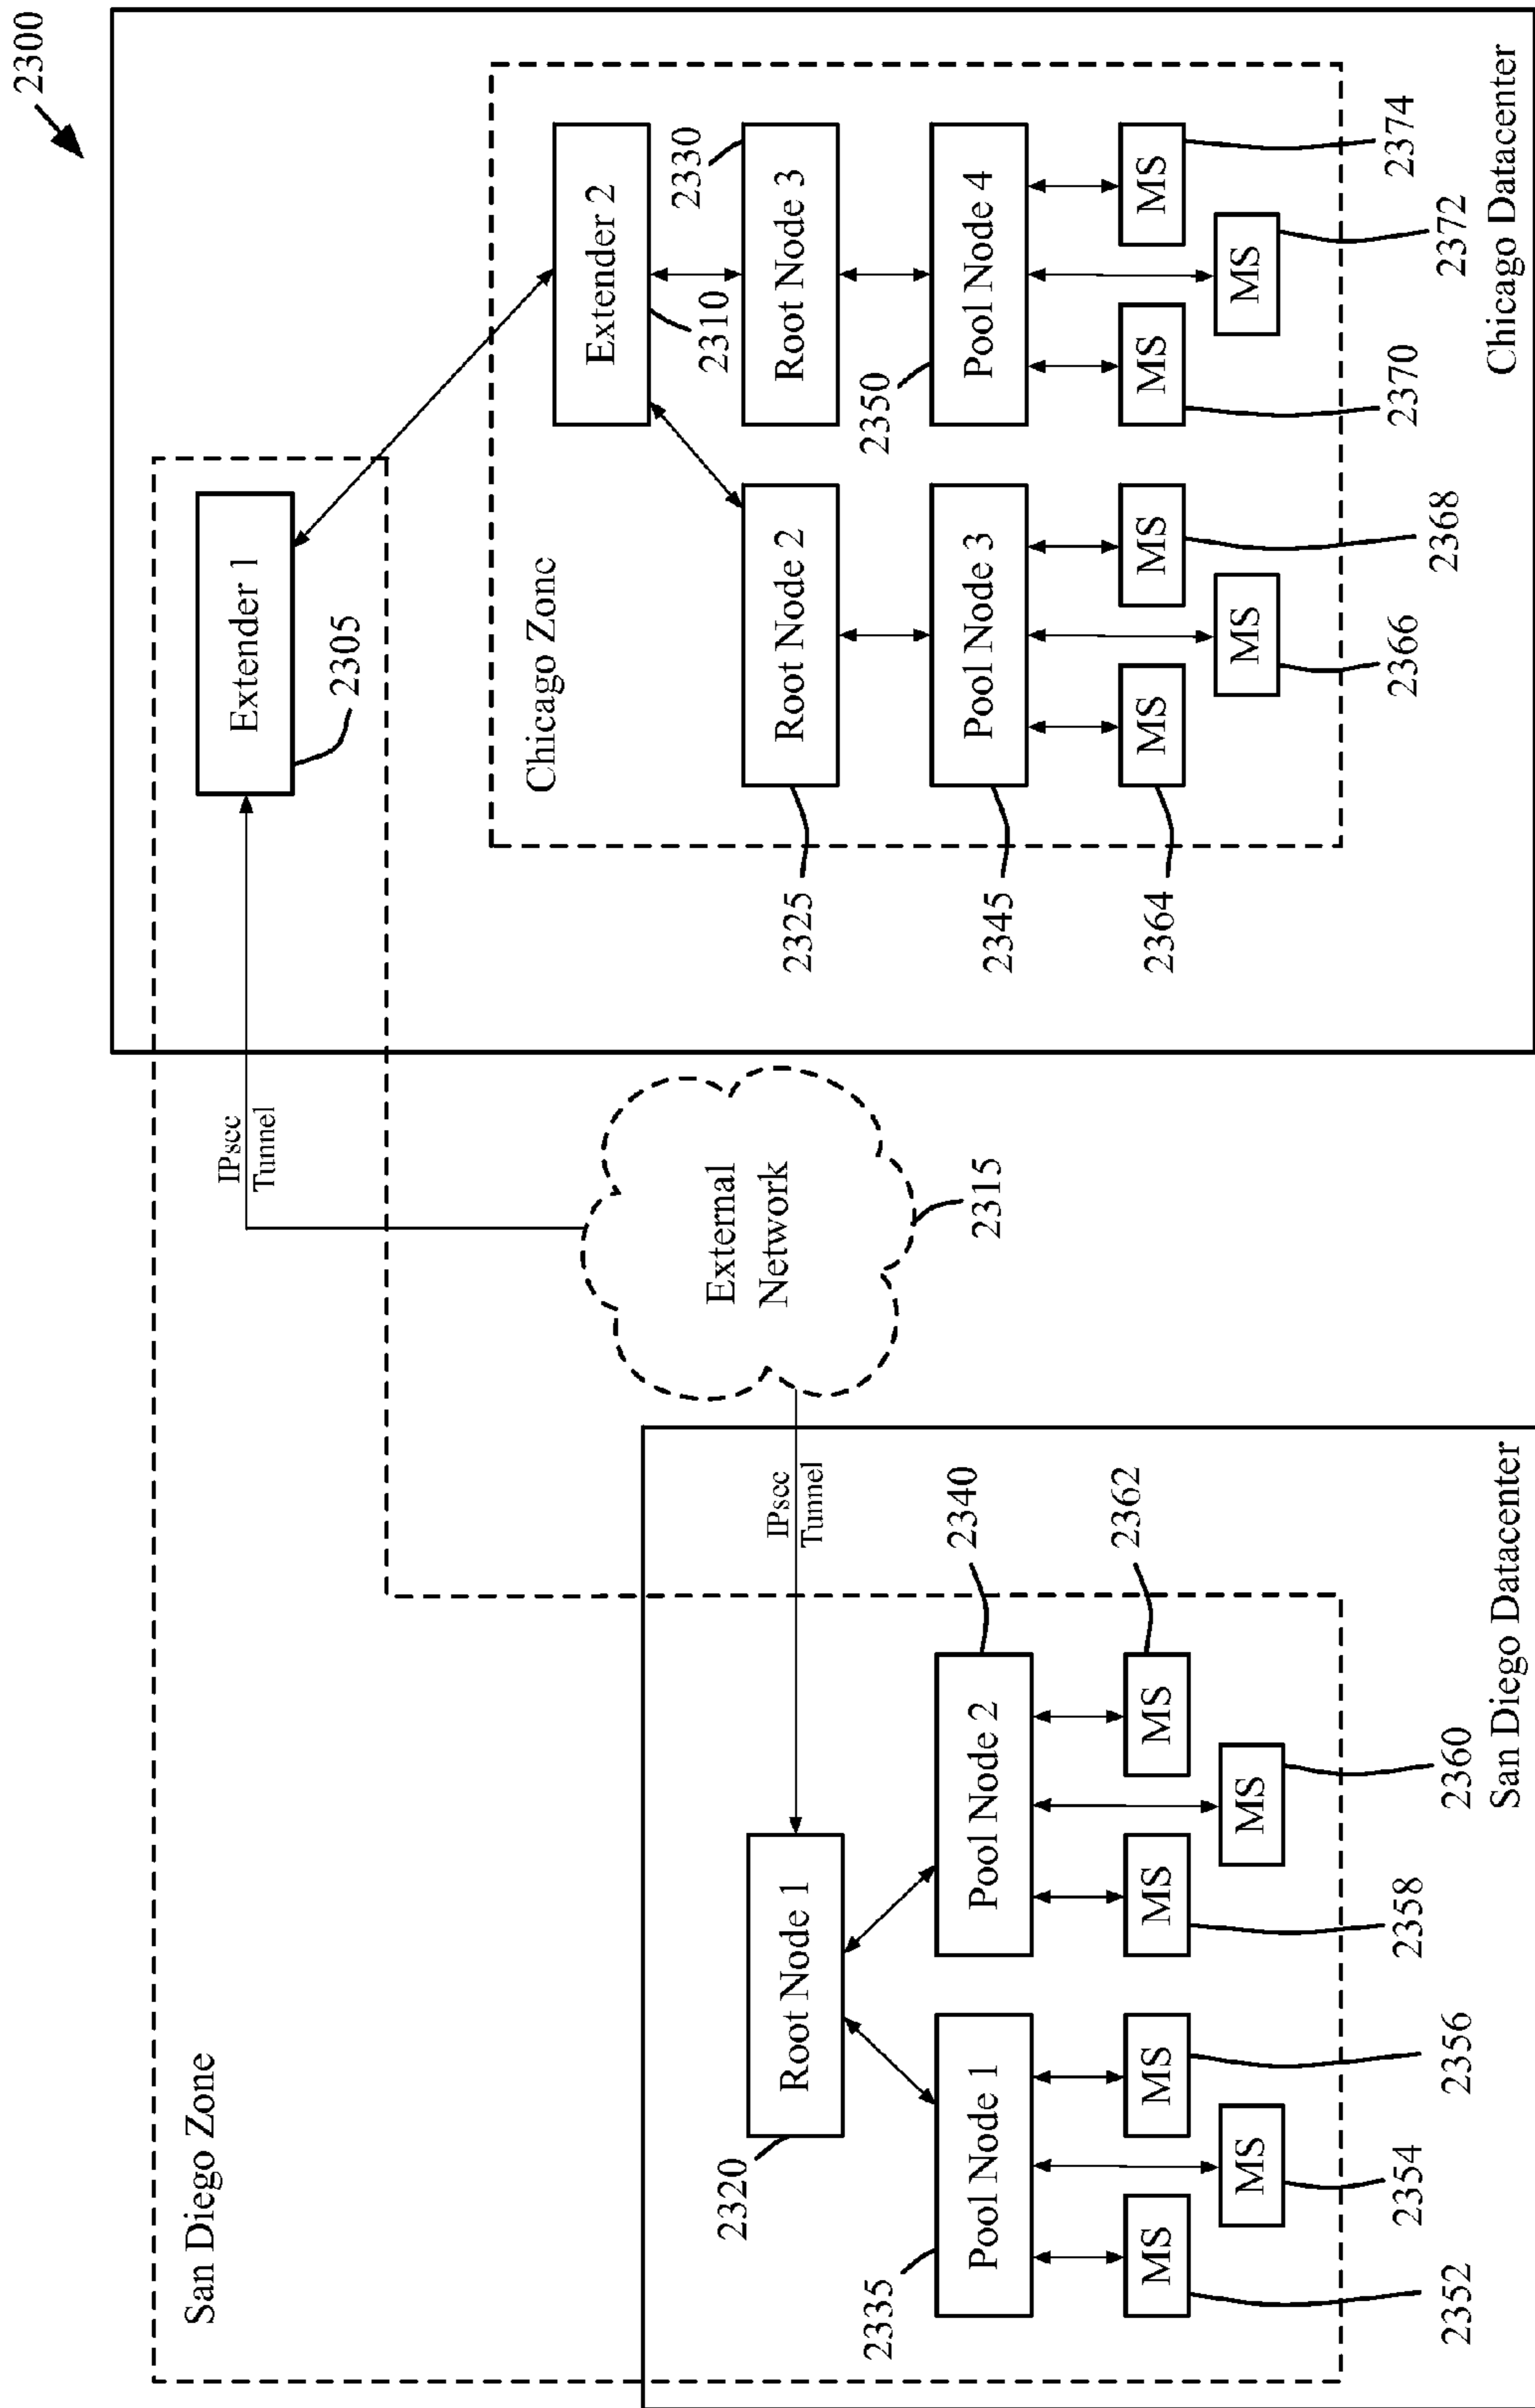 2300
San Diego Zone
Extender 1
2305
IPsec
Tunnel
Chicago Zone
Extender 2
2310
2330
External
Network
2315
IPsec
Tunnel
Root Node 1
2320
Root Node 2
2325
Root Node 3
2335
Pool Node 1
Pool Node 2
2340
2345
Pool Node 3
2350
Pool Node 4
MS
MS
MS
MS
2362
2364
MS
MS
MS
MS
MS
MS
MS
MS
2352
2354
2356
2358
2360
2366
2368
2370
2372
2374
San Diego Datacenter
Chicago Datacenter